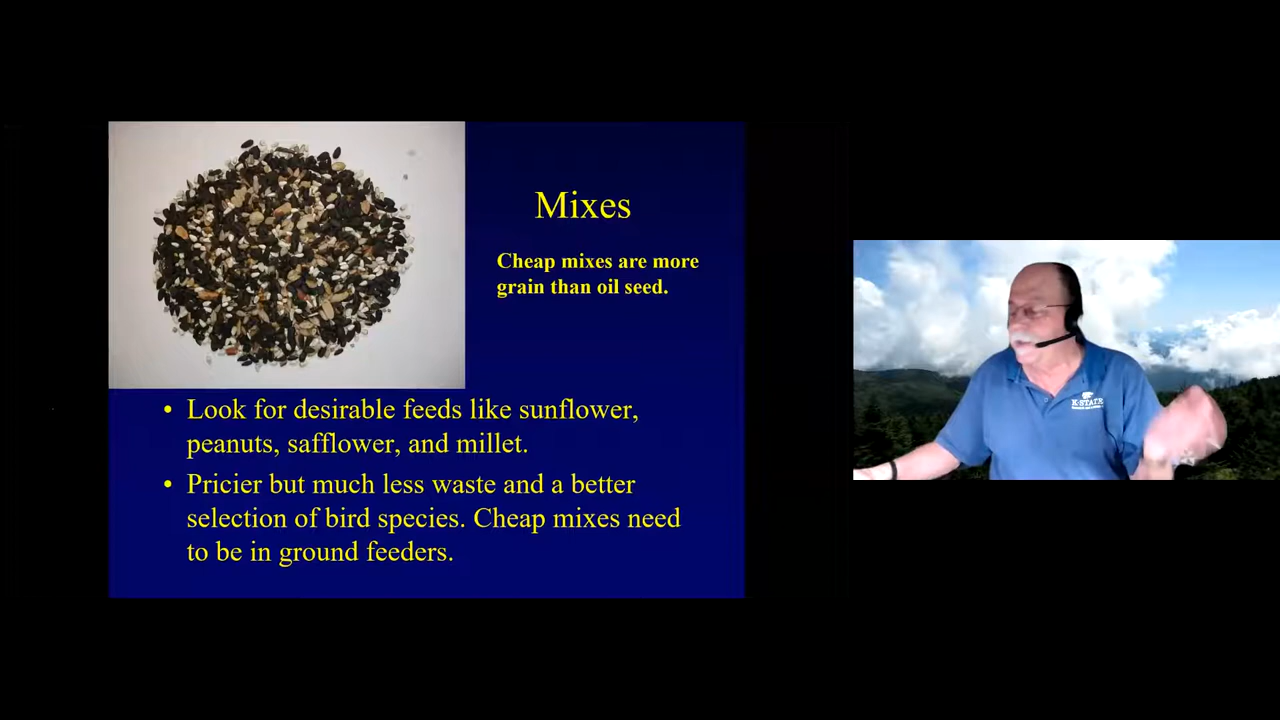 Mixes
Cheap mixes are more
grain than oil seed.
• Look for desirable feeds like sunflower,
peanuts, safflower, and millet.
• Pricier but much less waste and a better
selection of bird species. Cheap mixes need
to be in ground feeders.
K-STATE